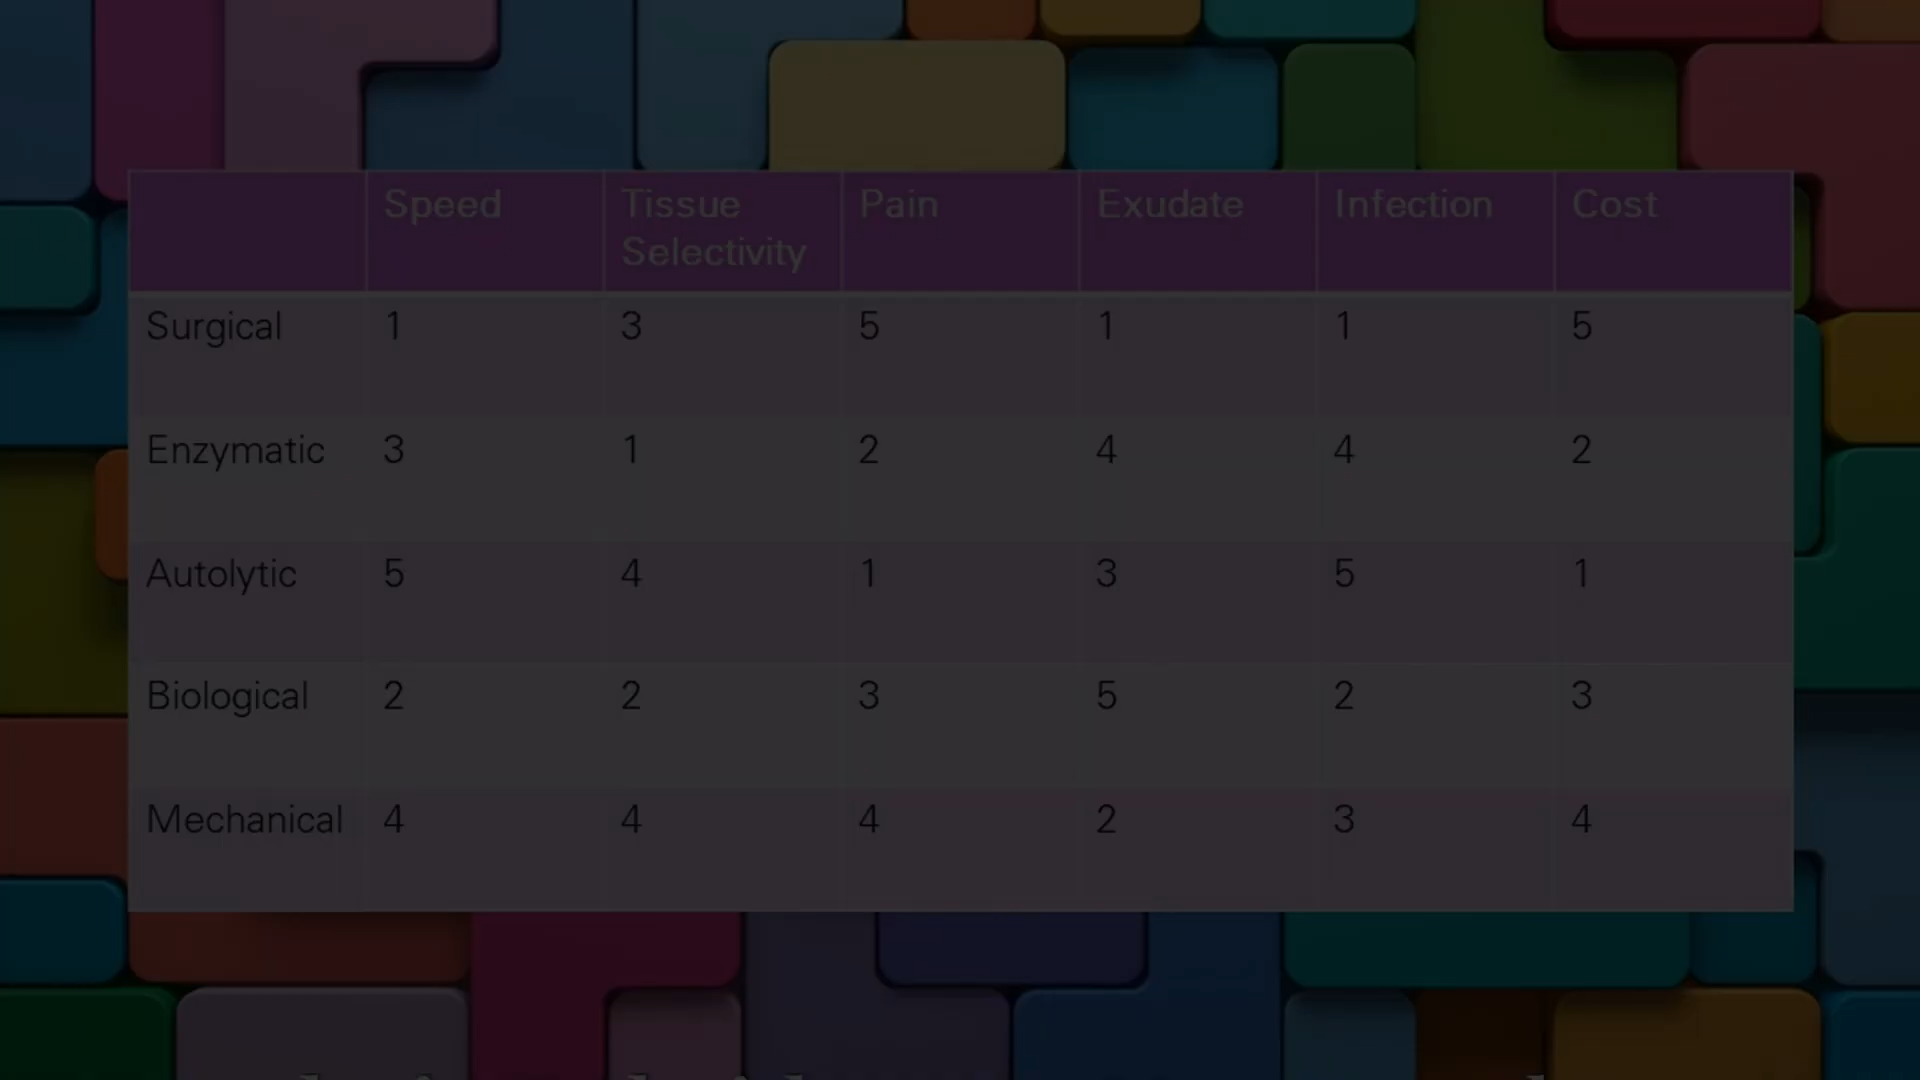 Speed Tissue Selectivity Pain Exudate Infection Cost
Surgical 1 3 5 1 1 5
Enzymatic 3 1 2 4 4 2
Autolytic 5 4 1 3 5 1
Biological 2 2 3 5 2 3
Mechanical 4 4 4 2 3 4